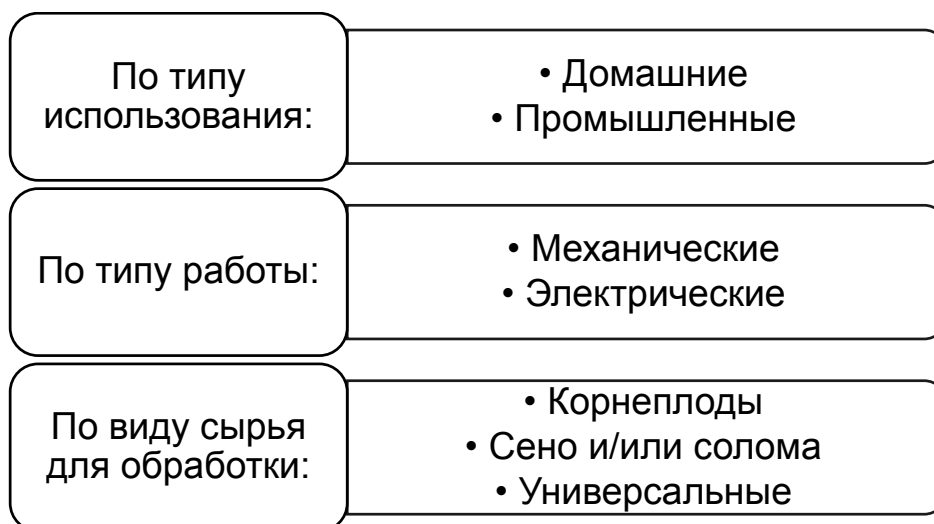 По типу
использования:
• Домашние
• Промышленные
По типу работы:
• Механические
• Электрические
По виду сырья
для обработки:
• Корнеплоды
• Сено и/или солома
• Универсальные